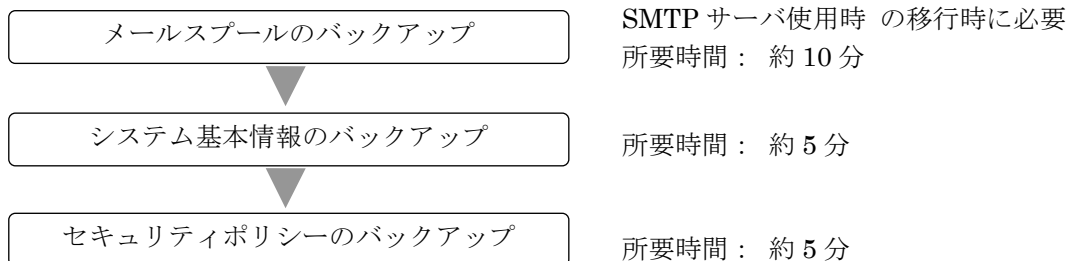 メールスプールのバックアップ
SMTP サーバ使用時 の移行時に必要
所要時間： 約 10 分
システム基本情報のバックアップ
所要時間： 約 5 分
セキュリティポリシーのバックアップ
所要時間： 約 5 分